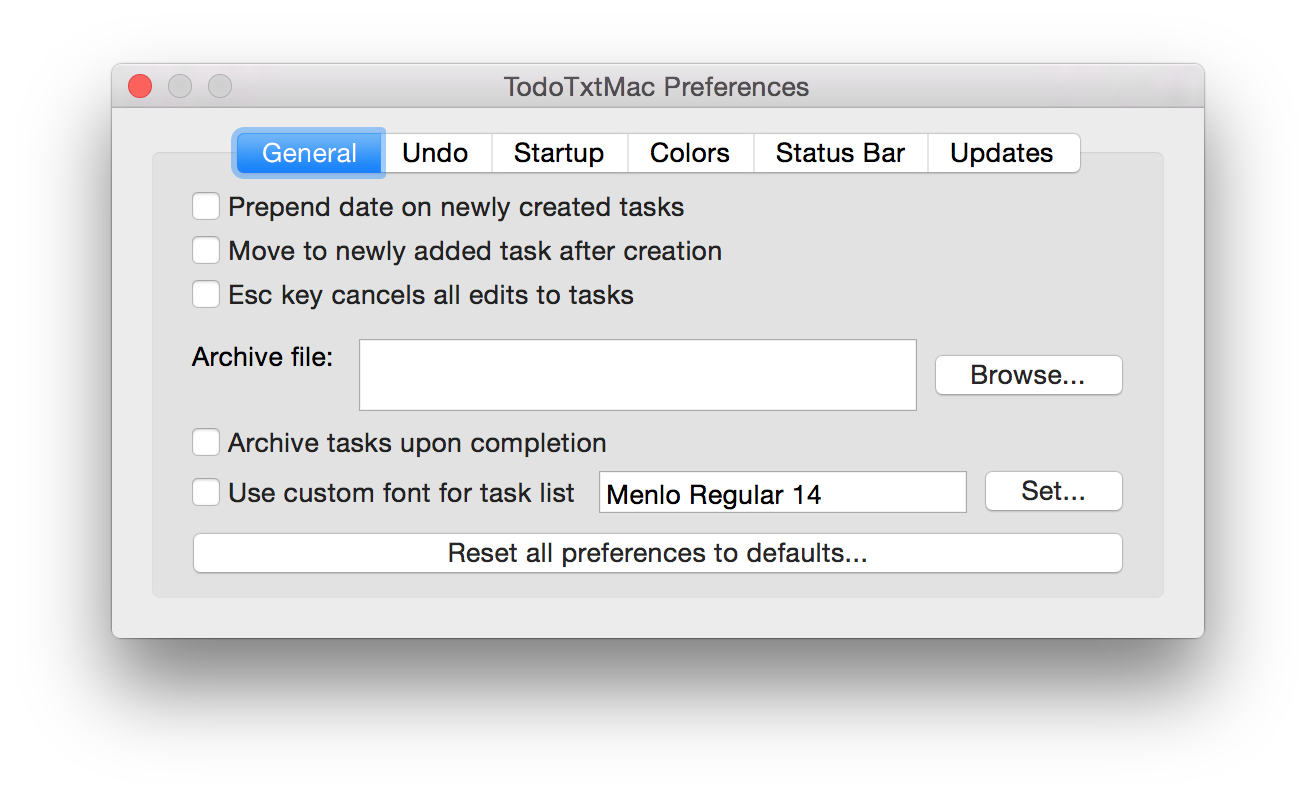 TodoTxtMac Preferences
General Undo Startup Colors Status Bar Updates
Prepend date on newly created tasks
Move to newly added task after creation
Esc key cancels all edits to tasks
Archive file:
Browse...
Archive tasks upon completion
Use custom font for task list Menlo Regular 14 Set...
Reset all preferences to defaults...